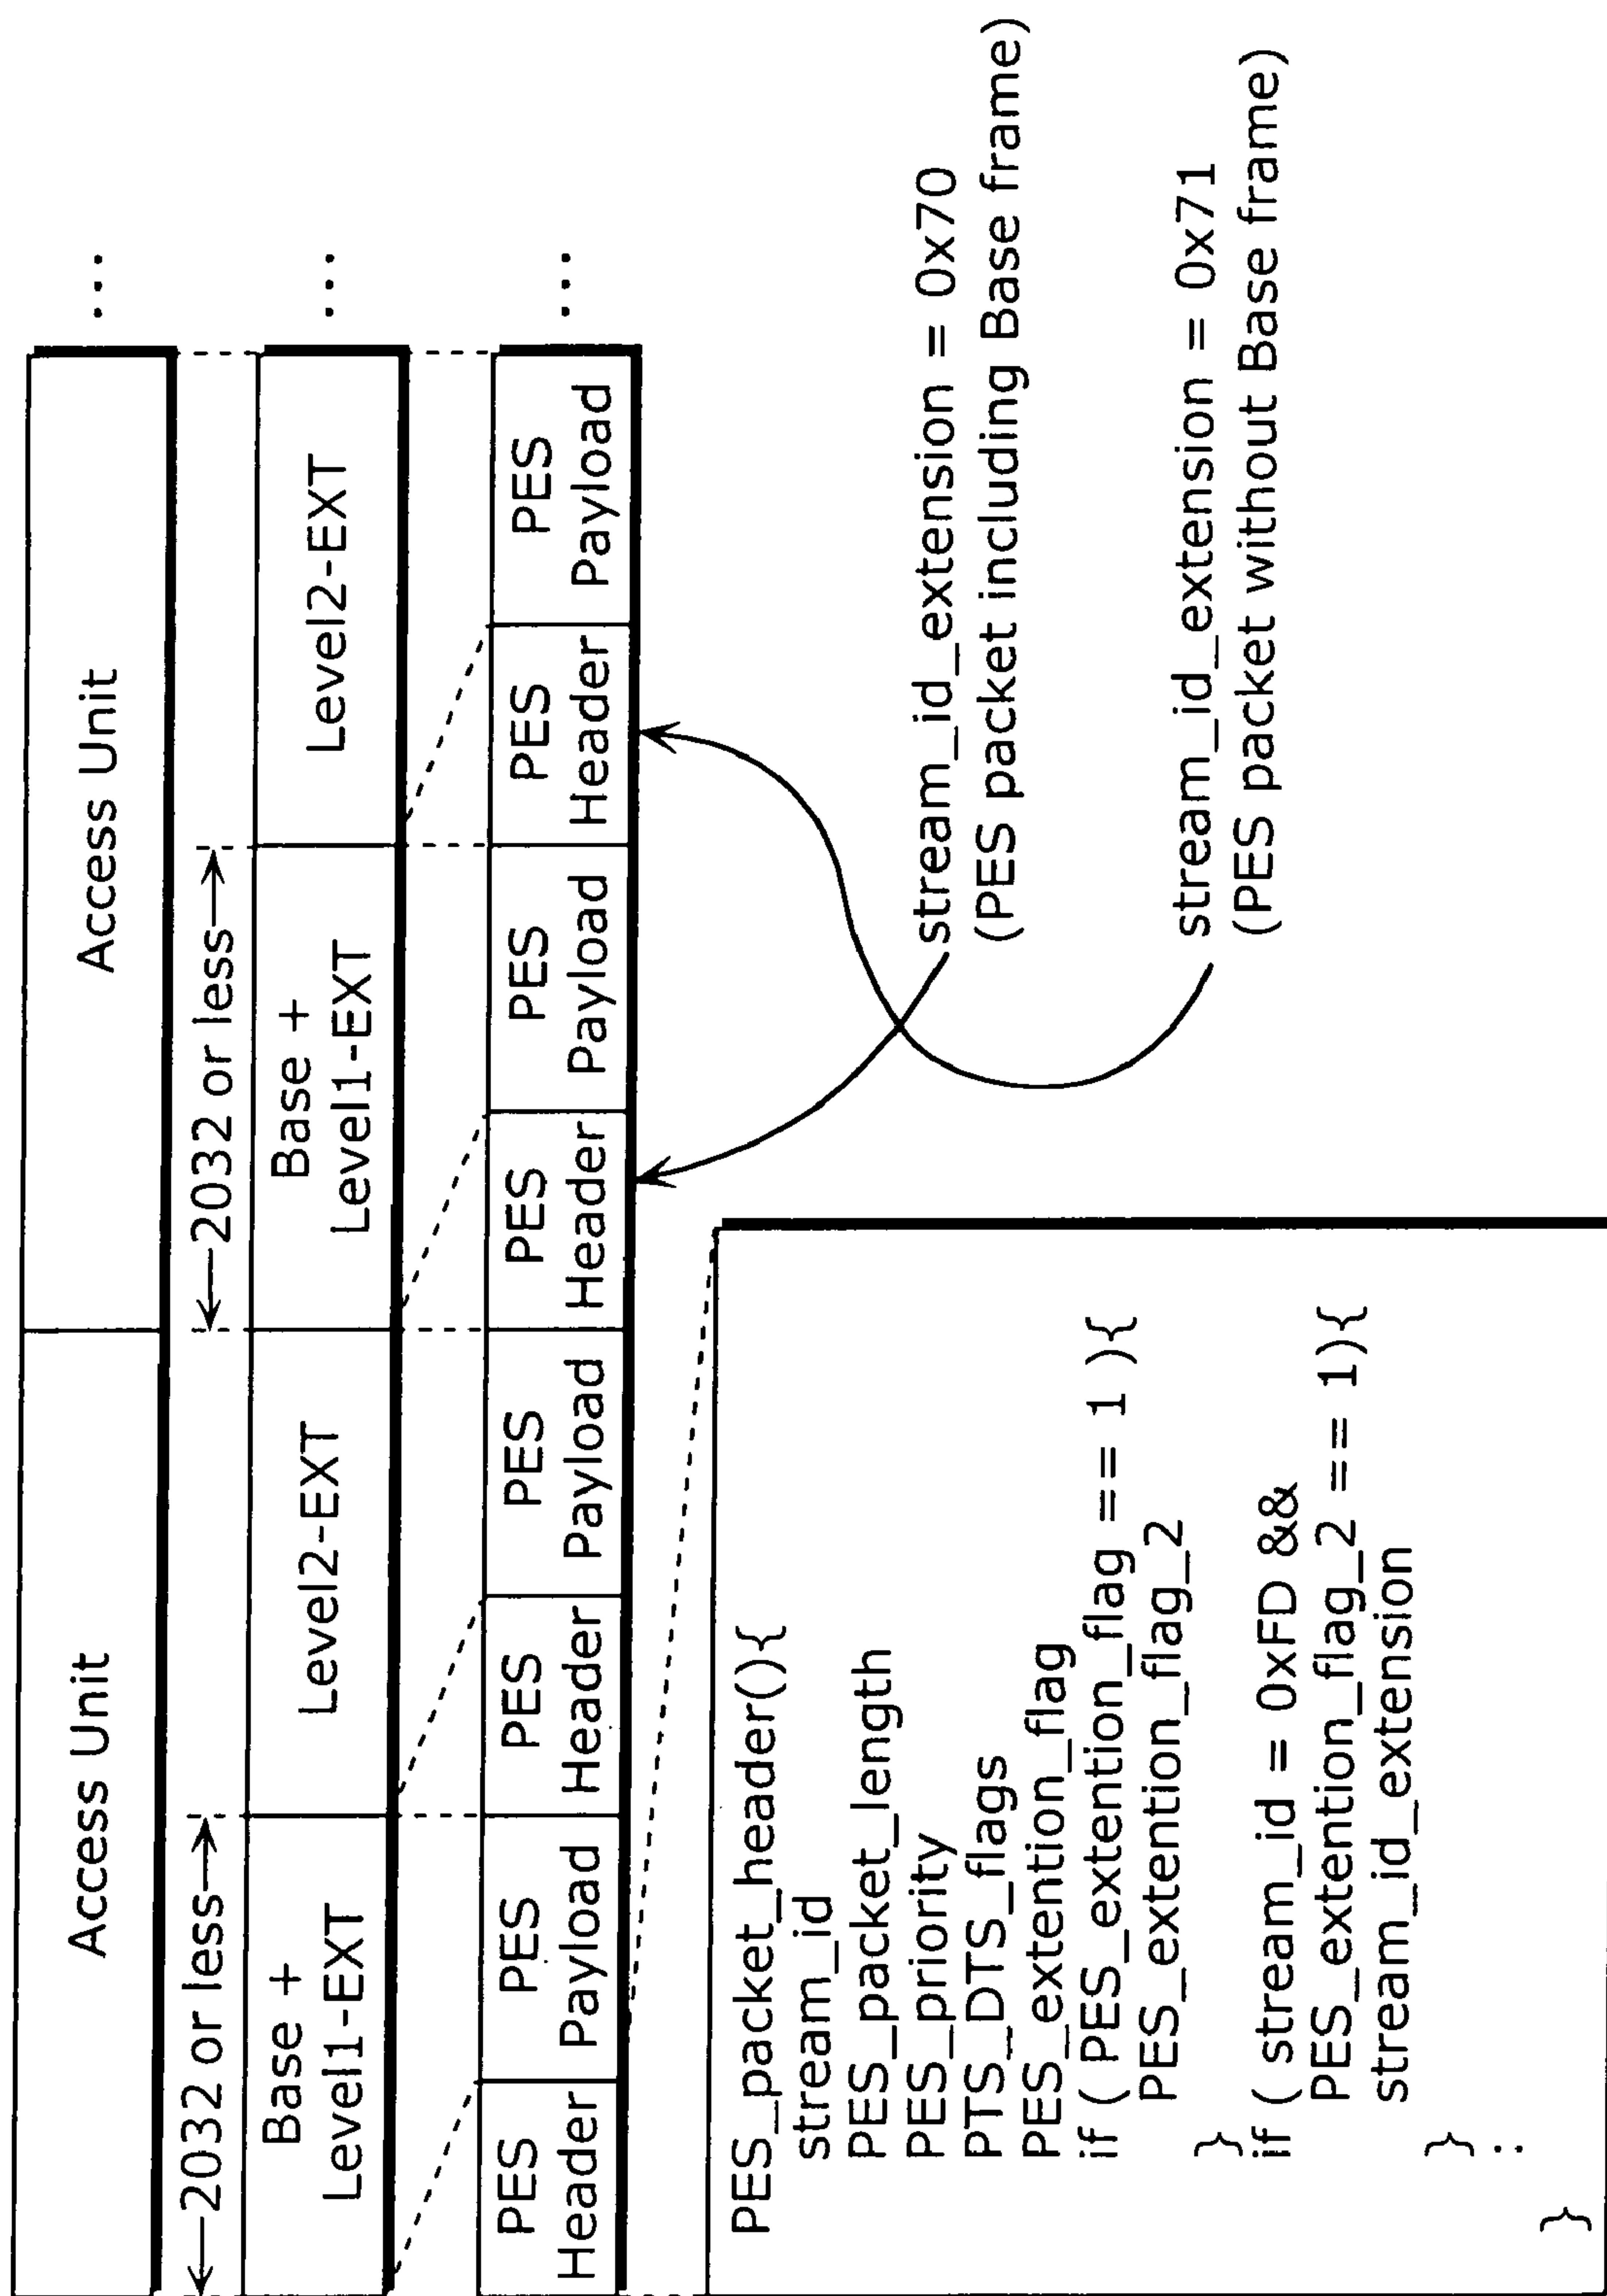 Access Unit
Access Unit
...
2032 or less
2032 or less
Base +
Level1-EXT
Level2-EXT
Base +
Level1-EXT
Level2-EXT
...
PES
Header
PES
Payload
PES
Header
PES
Payload
PES
Header
PES
Payload
PES
Header
PES
Payload
...
PES_packet_header(){
stream_id
PES_packet_length
PES_priority
PTS_DTS_flags
PES_extention_flag
if ( PES_extention_flag == 1 ){
PES_extention_flag_2
}
if ( stream_id = 0xFD &&
PES_extention_flag_2 == 1){
stream_id_extension
}
:
}
stream_id_extension = 0x70
(PES packet including Base frame)
stream_id_extension = 0x71
(PES packet without Base frame)